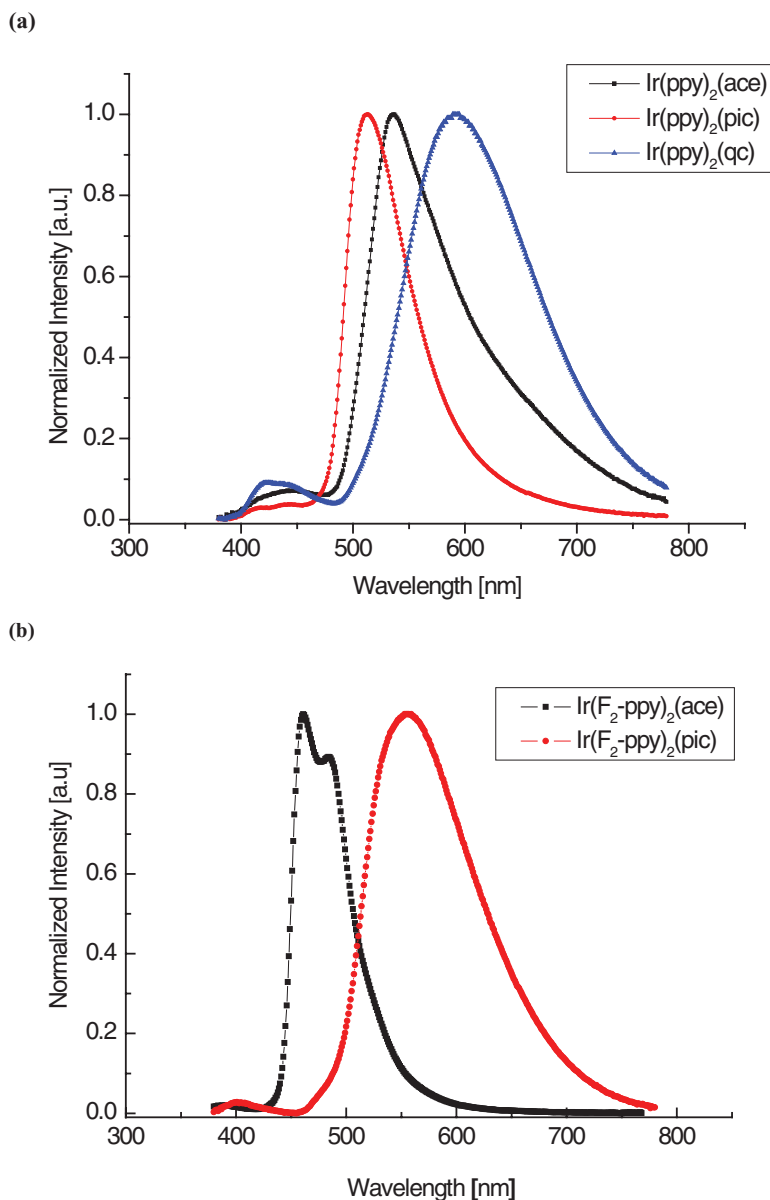 (a)
Ir(ppy)₂(ace)
Ir(ppy)₂(pic)
Ir(ppy)₂(qc)
Normalized Intensity [a.u.]
1.0
0.8
0.6
0.4
0.2
0.0
300 400 500 600 700 800
Wavelength [nm]
(b)
Ir(F₂-ppy)₂(ace)
Ir(F₂-ppy)₂(pic)
Normalized Intensity [a.u]
1.0
0.8
0.6
0.4
0.2
0.0
300 400 500 600 700 800
Wavelength [nm]